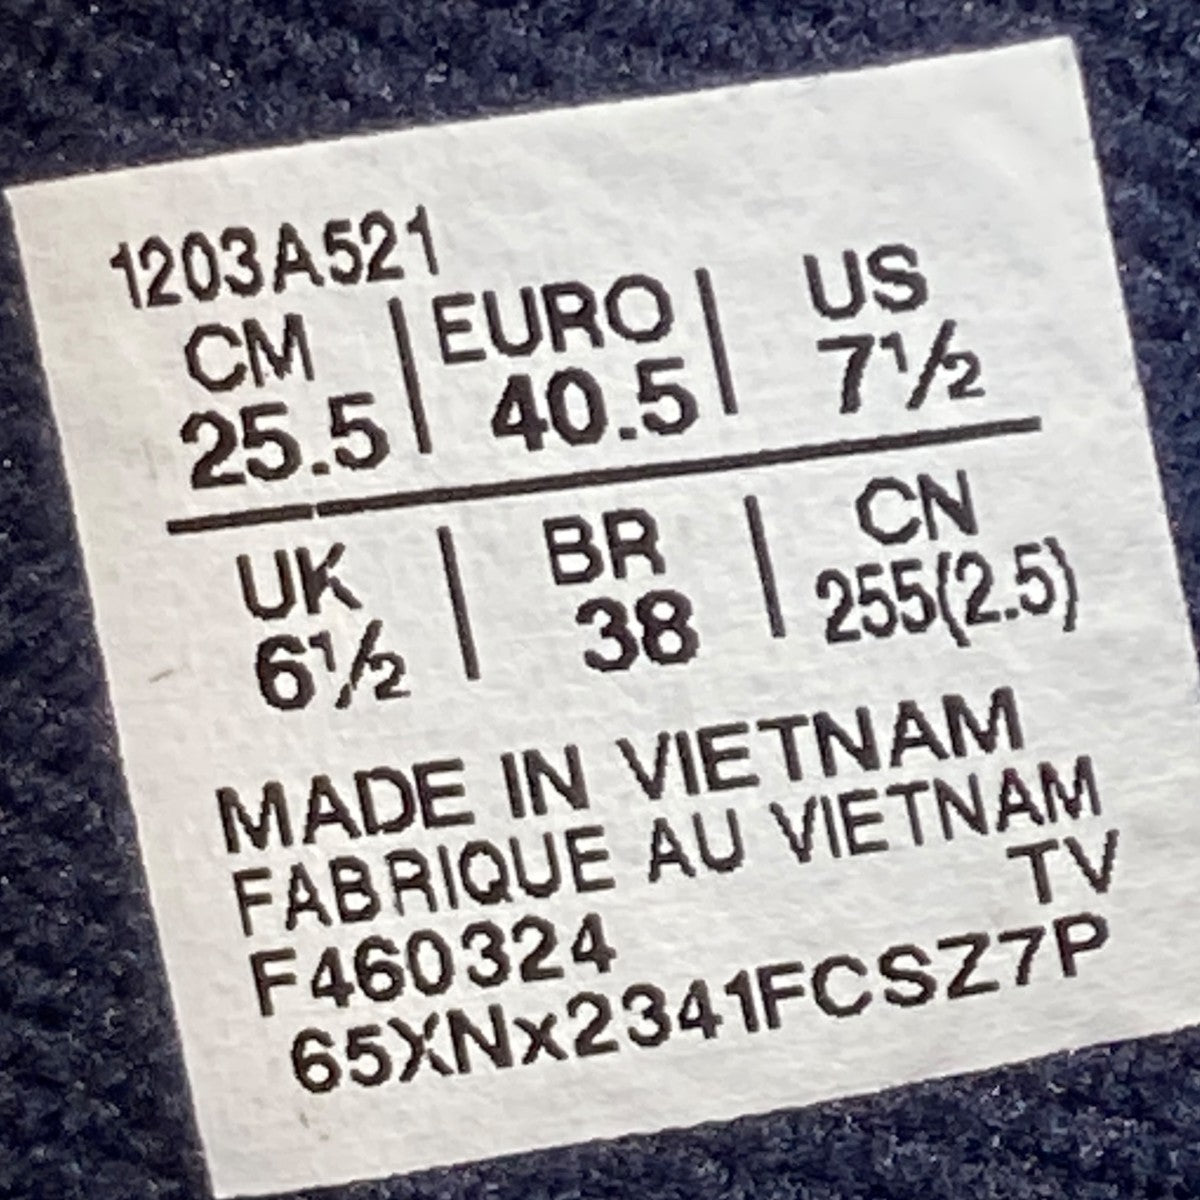 1203A521
CM EURO US
25.5 40.5 7½
UK BR CN
6½ 38 255(2.5)
MADE IN VIETNAM
FABRIQUE AU VIETNAM
TV
F460324
65XNx2341FCSZ7P